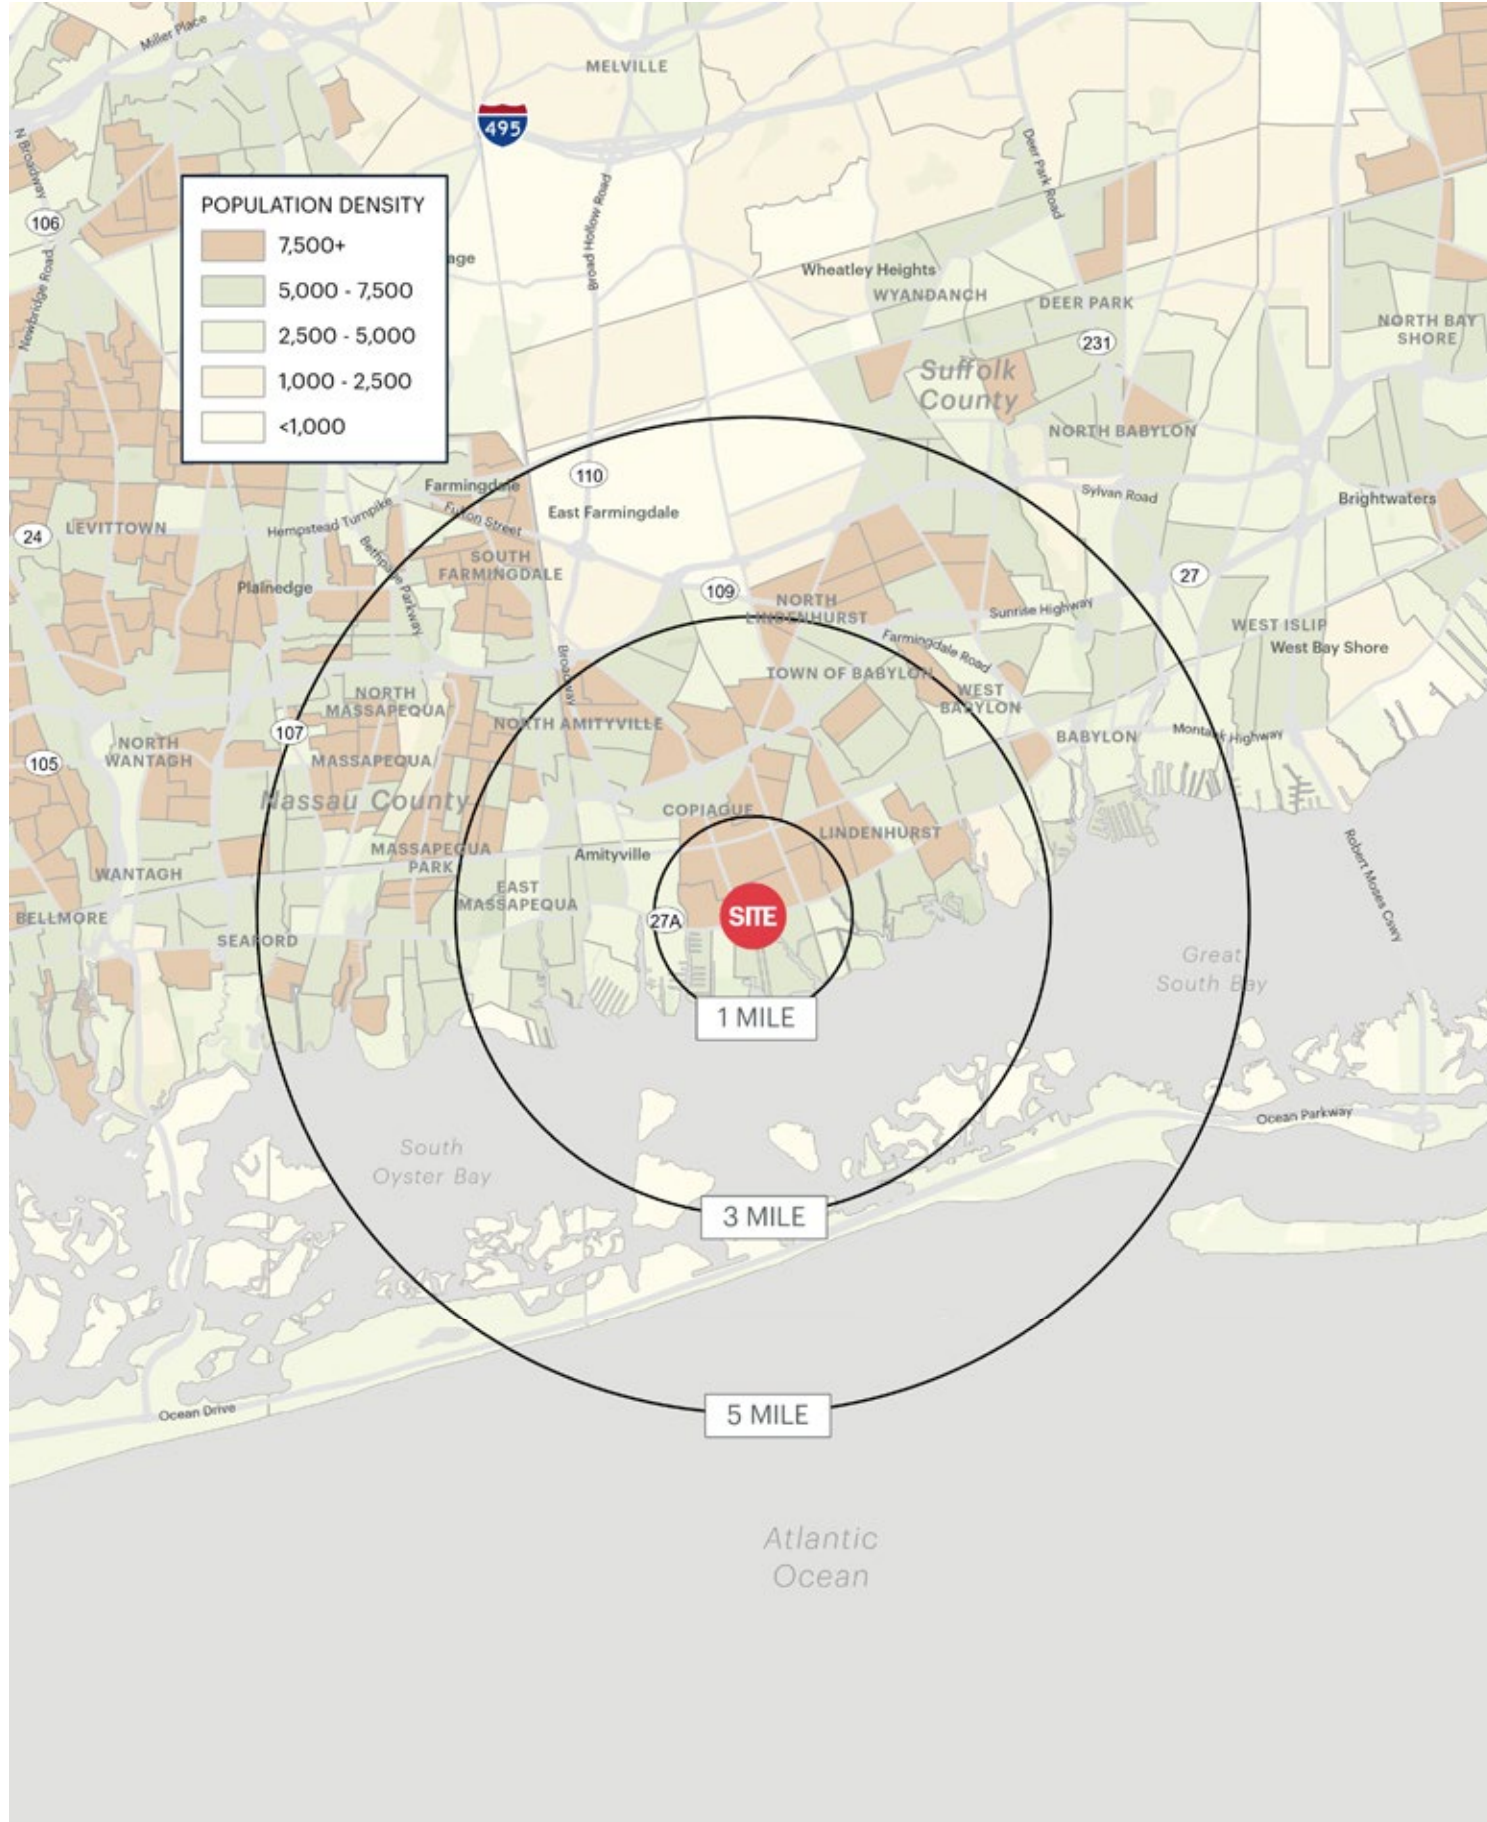 Miller Place
MELVILLE
495
N Broadway
Deer Park Road
Broad Hollow Road
POPULATION DENSITY
7,500+
5,000 - 7,500
2,500 - 5,000
1,000 - 2,500
<1,000
106
Newbridge Road
age
Wheatley Heights
WYANDANCH
DEER PARK
231
NORTH BAY
SHORE
Suffolk
County
NORTH BABYLON
110
Farmingdale
Sylvan Road
Brightwaters
East Farmingdale
Fulton Street
Hempstead Turnpike
24
LEVITTOWN
Bethpage Parkway
SOUTH
FARMINGDALE
Plainedge
109
27
NORTH
LINDENHURST
Sunrise Highway
WEST ISLIP
West Bay Shore
Farmingdale Road
Broadway
TOWN OF BABYLON
NORTH
MASSAPEQUA
WEST
BABYLON
NORTH AMITYVILLE
107
BABYLON
Montauk Highway
NORTH
WANTAGH
105
MASSAPEQUA
Nassau County
COPIAGUE
LINDENHURST
MASSAPEQUA
PARK
Amityville
Robert Moses Cswy
WANTAGH
EAST
MASSAPEQUA
BELLMORE
27A
SITE
SEAFORD
Great
South Bay
1 MILE
Ocean Parkway
South
Oyster Bay
3 MILE
Ocean Drive
5 MILE
Atlantic
Ocean